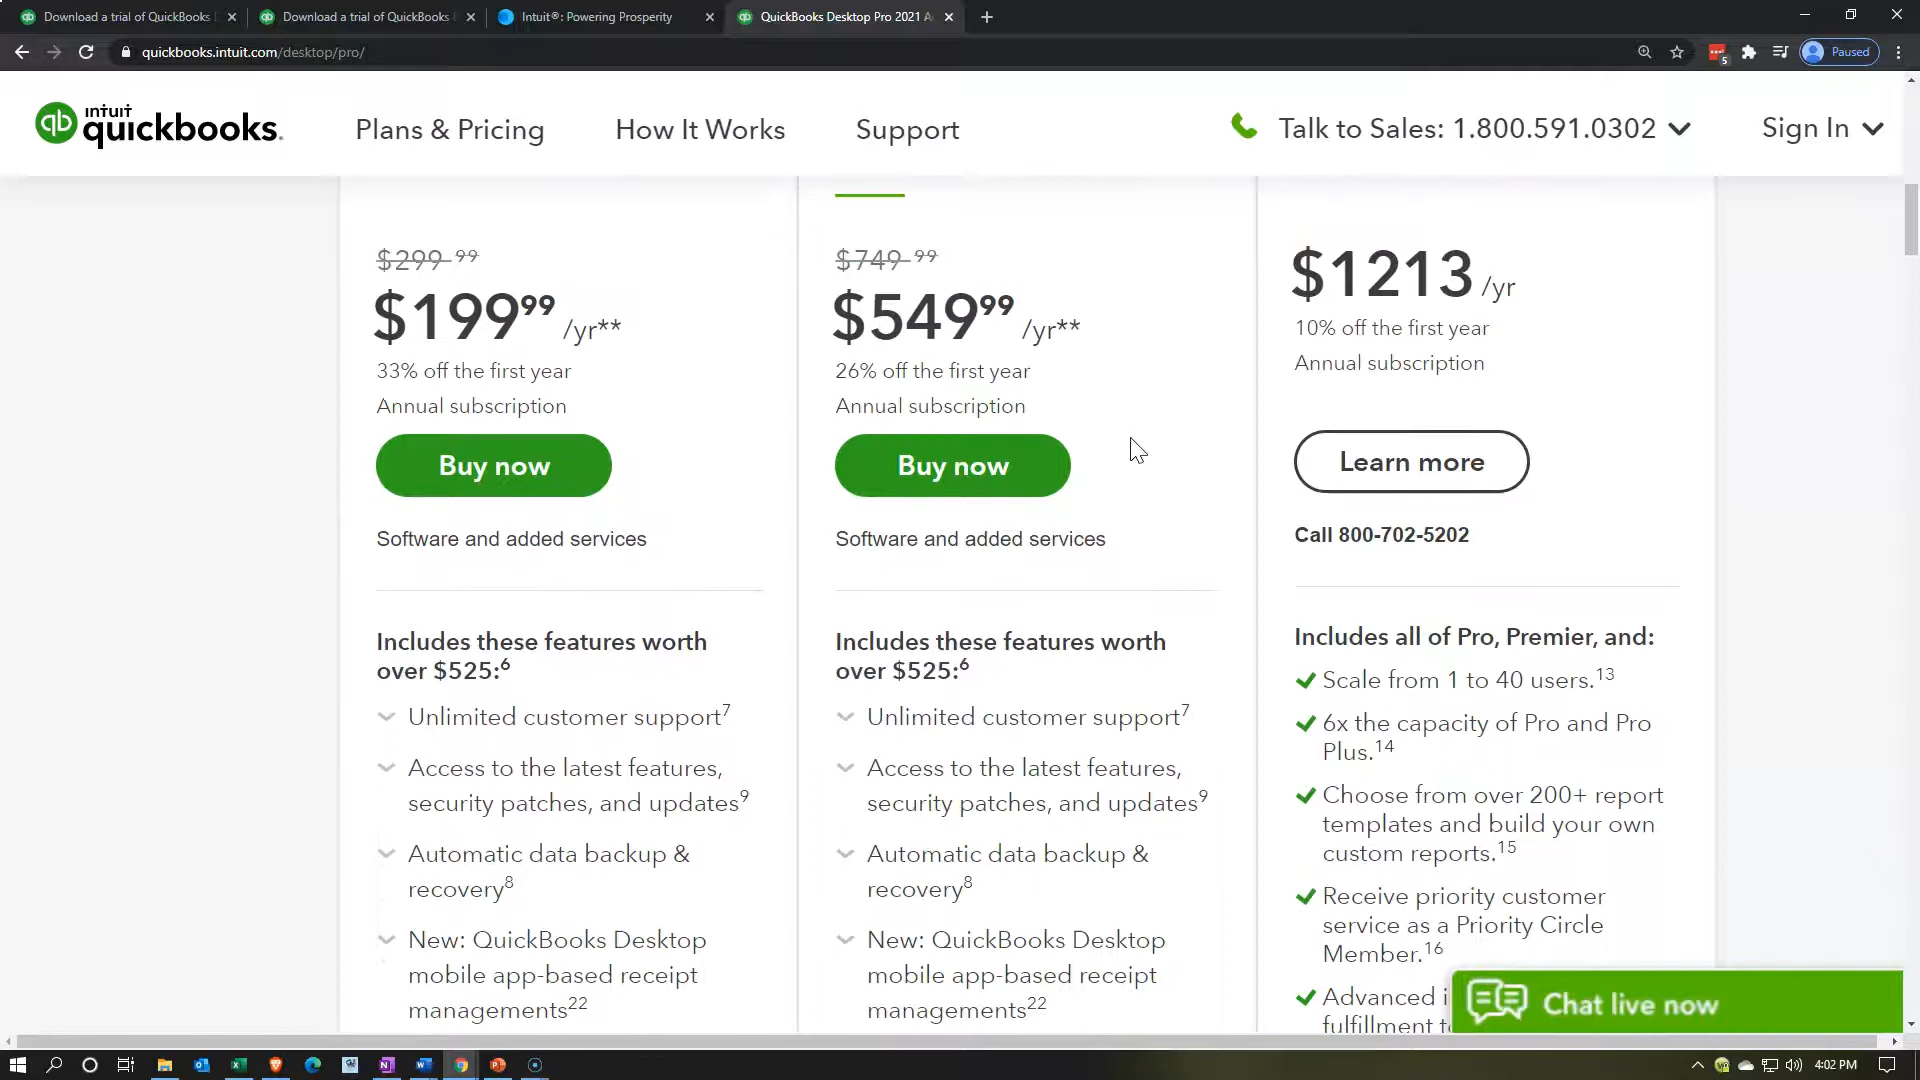 Download a trial of QuickBooks
Download a trial of QuickBooks
Intuit®: Powering Prosperity
QuickBooks Desktop Pro 2021 A
quickbooks.intuit.com/desktop/pro/
5
Paused
intuit
quickbooks.
Plans & Pricing
How It Works
Support
Talk to Sales: 1.800.591.0302
Sign In
$299 99
$199 99 /yr**
33% off the first year
Annual subscription
Buy now
Software and added services
Includes these features worth
over $525:6
Unlimited customer support7
Access to the latest features,
security patches, and updates9
Automatic data backup &
recovery8
New: QuickBooks Desktop
mobile app-based receipt
managements22
$749 99
$549 99 /yr**
26% off the first year
Annual subscription
Buy now
Software and added services
Includes these features worth
over $525:6
Unlimited customer support7
Access to the latest features,
security patches, and updates9
Automatic data backup &
recovery8
New: QuickBooks Desktop
mobile app-based receipt
managements22
$1213 /yr
10% off the first year
Annual subscription
Learn more
Call 800-702-5202
Includes all of Pro, Premier, and:
Scale from 1 to 40 users.13
6x the capacity of Pro and Pro
Plus.14
Choose from over 200+ report
templates and build your own
custom reports.15
Receive priority customer
service as a Priority Circle
Member.16
Advanced i
fulfillment t
Chat live now
4:02 PM